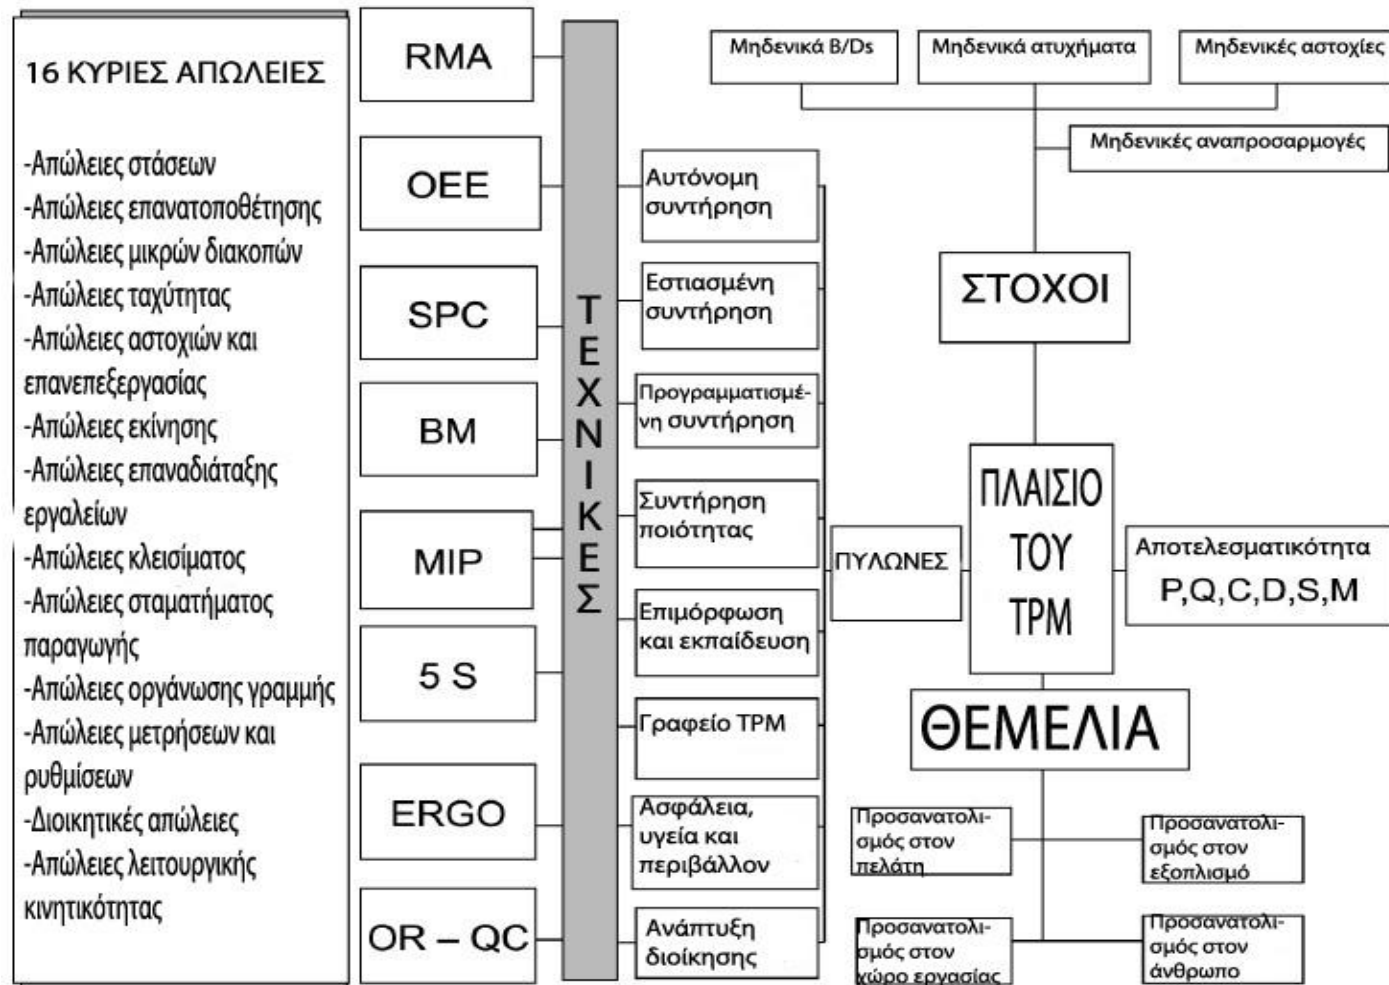 16 ΚΥΡΙΕΣ ΑΠΩΛΕΙΕΣ
-Απώλειες στάσεων
-Απώλειες επανατοποθέτησης
-Απώλειες μικρών διακοπών
-Απώλειες ταχύτητας
-Απώλειες αστοχιών και
επανεπεξεργασίας
-Απώλειες εκίνησης
-Απώλειες επαναδιάταξης
εργαλείων
-Απώλειες κλεισίματος
-Απώλειες σταματήματος
παραγωγής
-Απώλειες οργάνωσης γραμμής
-Απώλειες μετρήσεων και
ρυθμίσεων
-Διοικητικές απώλειες
-Απώλειες λειτουργικής
κινητικότητας
RMA
OEE
SPC
BM
MIP
5 S
ERGO
OR – QC
ΤΕΧΝΙΚΕΣ
Αυτόνομη
συντήρηση
Εστιασμένη
συντήρηση
Προγραμματισμέ-
νη συντήρηση
Συντήρηση
ποιότητας
Επιμόρφωση
και εκπαίδευση
Γραφείο TPM
Ασφάλεια,
υγεία και
περιβάλλον
Ανάπτυξη
διοίκησης
ΠΥΛΩΝΕΣ
Μηδενικά B/Ds
Μηδενικά ατυχήματα
Μηδενικές αστοχίες
Μηδενικές αναπροσαρμογές
ΣΤΟΧΟΙ
ΠΛΑΙΣΙΟ
ΤΟΥ
TPM
Αποτελεσματικότητα
P,Q,C,D,S,M
ΘΕΜΕΛΙΑ
Προσανατολι-
σμός στον
πελάτη
Προσανατολι-
σμός στον
εξοπλισμό
Προσανατολι-
σμός στον
χώρο εργασίας
Προσανατολι-
σμός στον
άνθρωπο